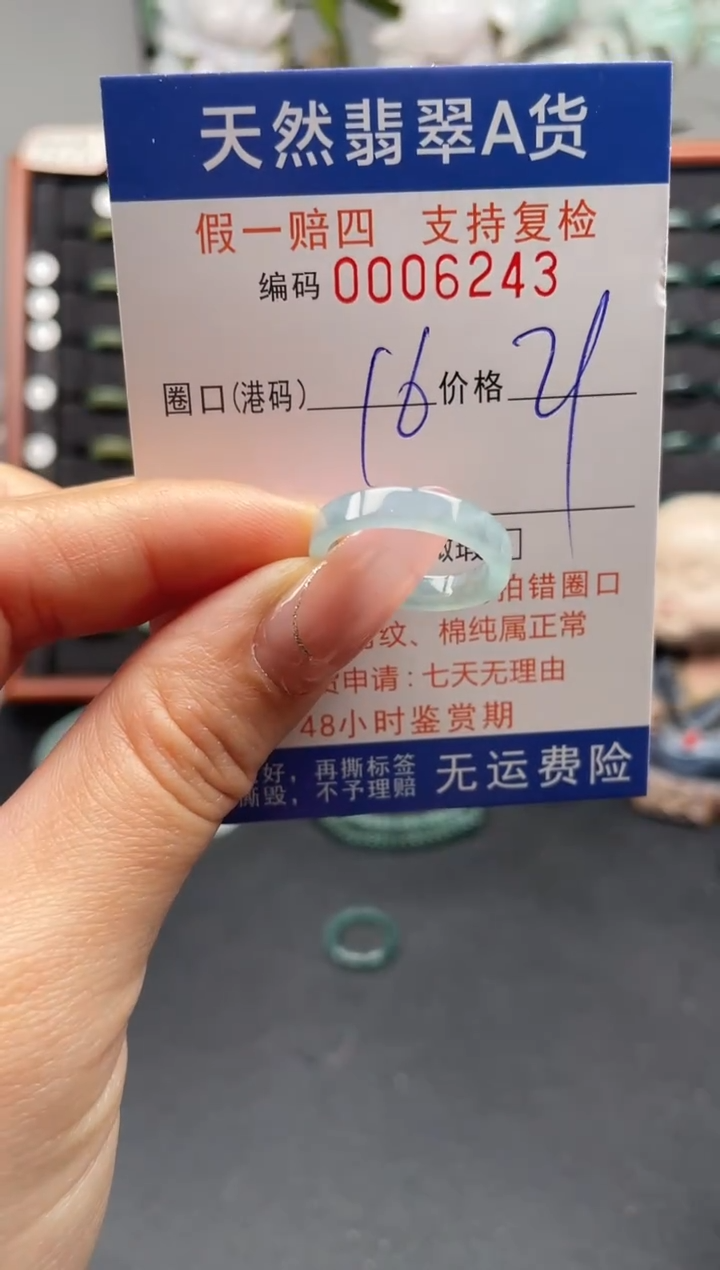 天然翡翠A货
假一赔四 支持复检
编码 0006243
圈口(港码) 16 价格
瑕 □
拍错圈口
纹、棉纯属正常
申请:七天无理由
48小时鉴赏期
好，再撕标签
撕毁，不予理赔
无运费险